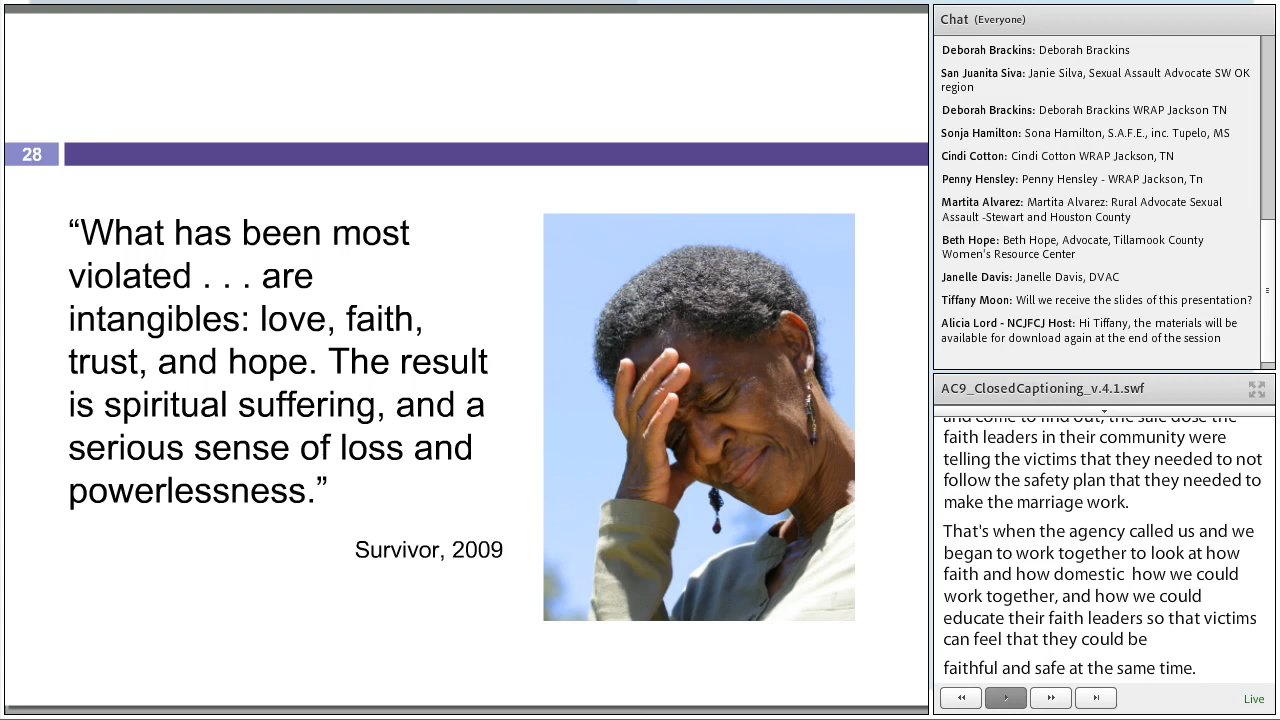 28
“What has been most
violated . . . are
intangibles: love, faith,
trust, and hope. The result
is spiritual suffering, and a
serious sense of loss and
powerlessness.”
Survivor, 2009
Chat (Everyone)
Deborah Brackins: Deborah Brackins
San Juanita Siva: Janie Silva, Sexual Assault Advocate SW OK
region
Deborah Brackins: Deborah Brackins WRAP Jackson TN
Sonja Hamilton: Sona Hamilton, S.A.F.E., inc. Tupelo, MS
Cindi Cotton: Cindi Cotton WRAP Jackson, TN
Penny Hensley: Penny Hensley - WRAP Jackson, Tn
Martita Alvarez: Martita Alvarez: Rural Advocate Sexual
Assault -Stewart and Houston County
Beth Hope: Beth Hope, Advocate, Tillamook County
Women's Resource Center
Janelle Davis: Janelle Davis, DVAC
Tiffany Moon: Will we receive the slides of this presentation?
Alicia Lord - NCJFCJ Host: Hi Tiffany, the materials will be
available for download again at the end of the session
AC9_ClosedCaptioning_v.4.1.swf
and come to find out, the safe dose the
faith leaders in their community were
telling the victims that they needed to not
follow the safety plan that they needed to
make the marriage work.
That's when the agency called us and we
began to work together to look at how
faith and how domestic  how we could
work together, and how we could
educate their faith leaders so that victims
can feel that they could be
faithful and safe at the same time.
Live